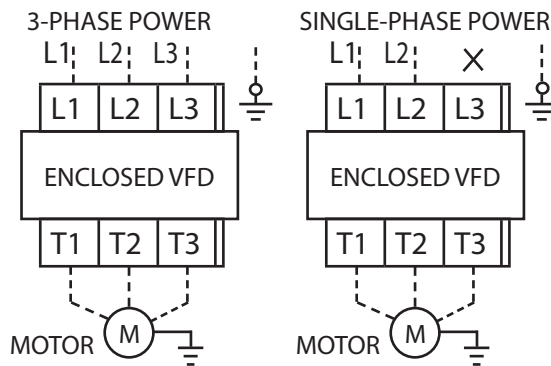 3-PHASE POWER
L1 L2 L3
L1 L2 L3
ENCLOSED VFD
T1 T2 T3
M
MOTOR
SINGLE-PHASE POWER
L1 L2 X
L1 L2 L3
ENCLOSED VFD
T1 T2 T3
M
MOTOR